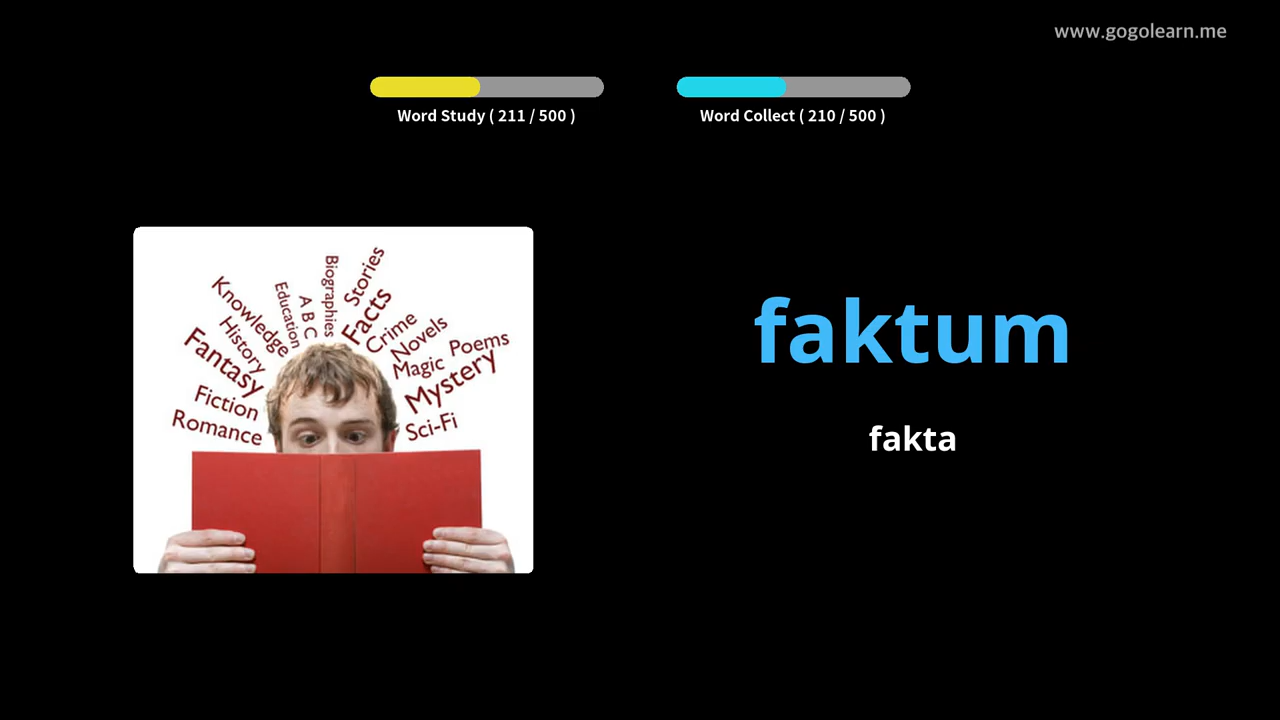 www.gogolearn.me
Word Study ( 211 / 500 )
Word Collect ( 210 / 500 )
Knowledge
History
Fantasy
Fiction
Romance
Education
A B C
Biographies
Stories
Facts
Crime
Novels
Magic
Poems
Mystery
Sci-Fi
faktum
fakta